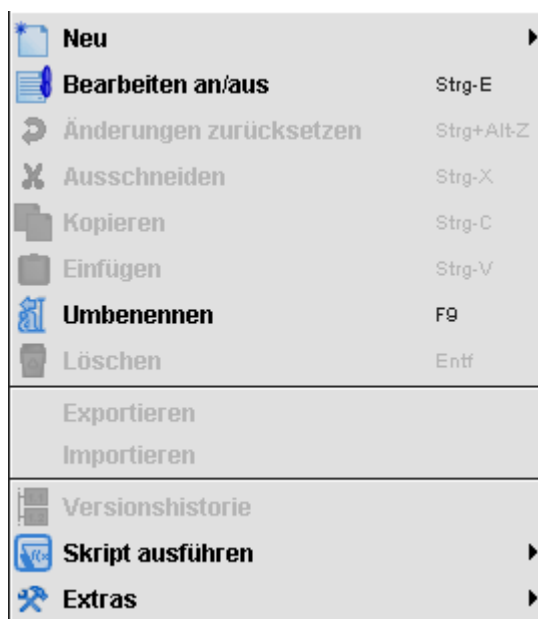 Neu
Bearbeiten an/aus Strg-E
Änderungen zurücksetzen Strg+Alt-Z
Ausschneiden Strg-X
Kopieren Strg-C
Einfügen Strg-V
Umbenennen F9
Löschen Entf
Exportieren
Importieren
Versionshistorie
Skript ausführen
Extras